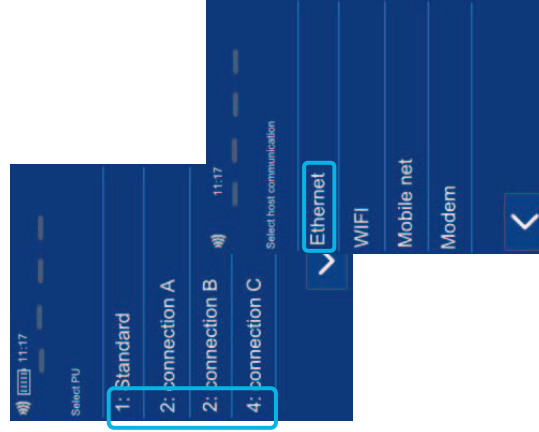 11:17
Select PU
1: Standard
2: connection A
2: connection B
4: connection C
11:17
Select host communication
Ethernet
WIFI
Mobile net
Modem